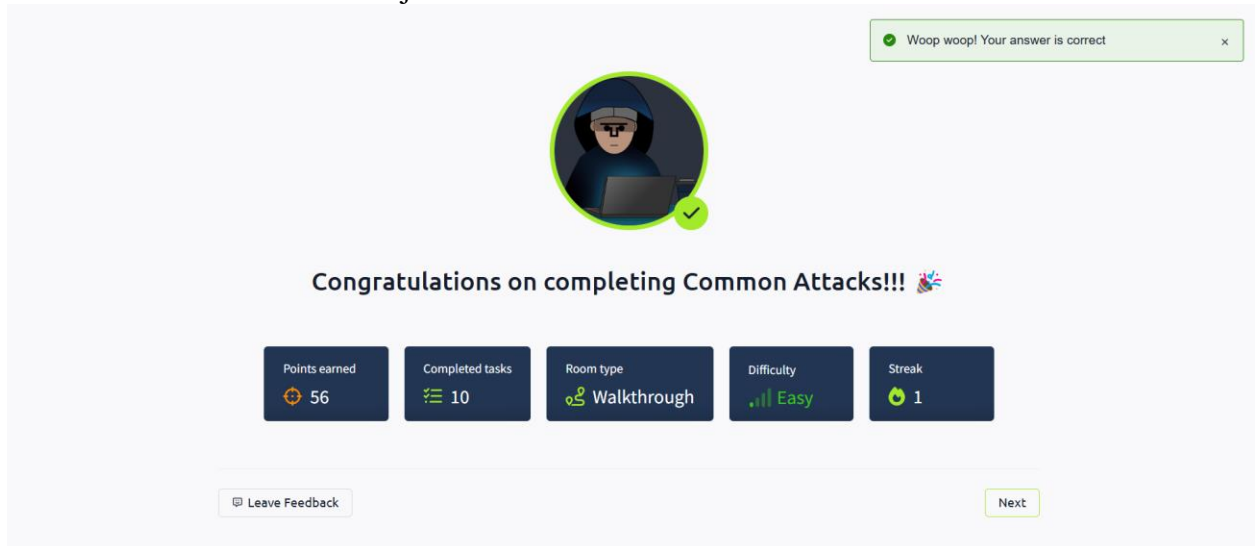 Woop woop! Your answer is correct ×
Congratulations on completing Common Attacks!!! 🎉
Points earned
56
Completed tasks
10
Room type
Walkthrough
Difficulty
Easy
Streak
1
Leave Feedback
Next